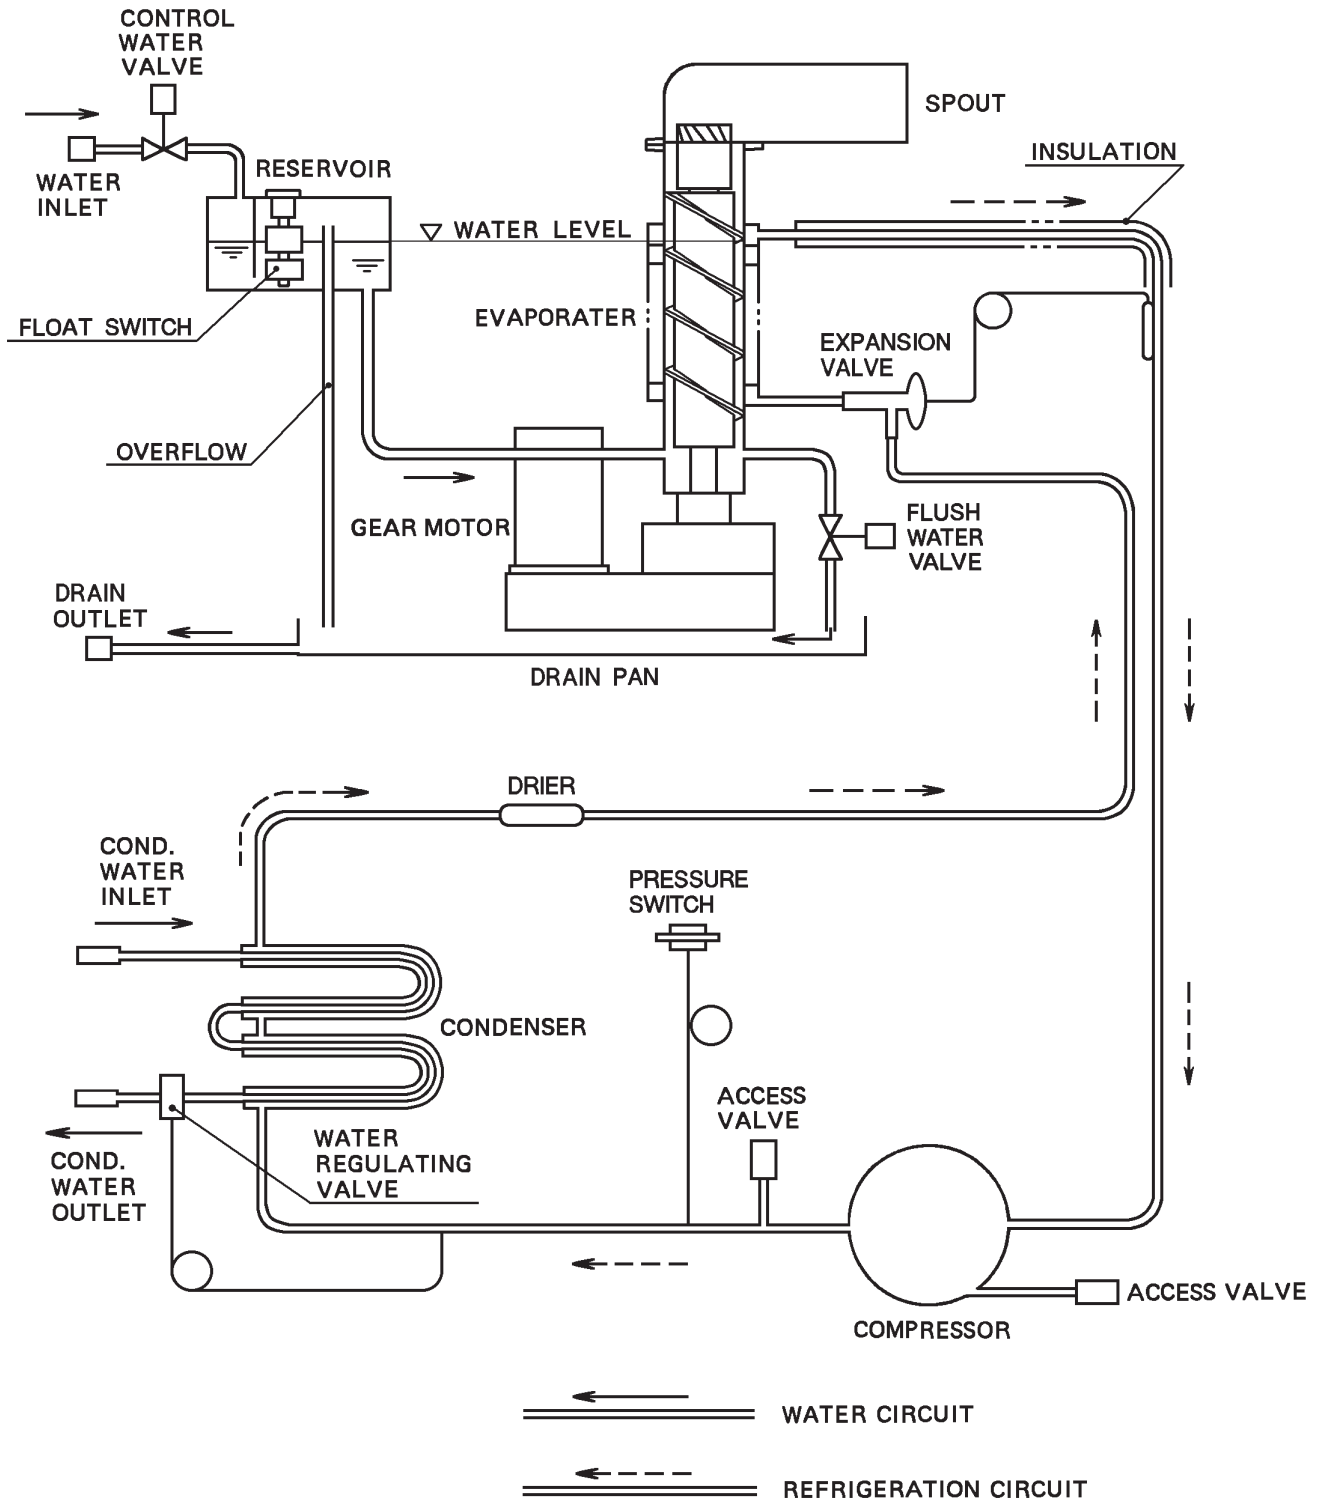 CONTROL
WATER
VALVE
SPOUT
INSULATION
RESERVOIR
WATER
INLET
WATER LEVEL
FLOAT SWITCH
EVAPORATER
EXPANSION
VALVE
OVERFLOW
GEAR MOTOR
FLUSH
WATER
VALVE
DRAIN
OUTLET
DRAIN PAN
DRIER
COND.
WATER
INLET
PRESSURE
SWITCH
CONDENSER
ACCESS
VALVE
WATER
REGULATING
VALVE
COND.
WATER
OUTLET
ACCESS VALVE
COMPRESSOR
WATER CIRCUIT
REFRIGERATION CIRCUIT